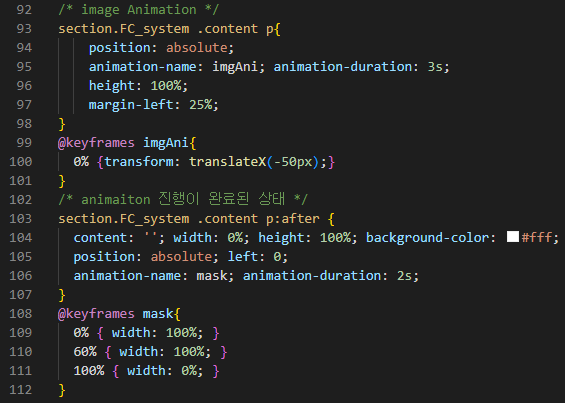 92 /* image Animation */
93 section.FC_system .content p{
94 position: absolute;
95 animation-name: imgAni; animation-duration: 3s;
96 height: 100%;
97 margin-left: 25%;
98 }
99 @keyframes imgAni{
100 0% {transform: translateX(-50px);}
101 }
102 /* animaiton 진행이 완료된 상태 */
103 section.FC_system .content p:after {
104 content: ''; width: 0%; height: 100%; background-color: #fff;
105 position: absolute; left: 0;
106 animation-name: mask; animation-duration: 2s;
107 }
108 @keyframes mask{
109 0% { width: 100%; }
110 60% { width: 100%; }
111 100% { width: 0%; }
112 }